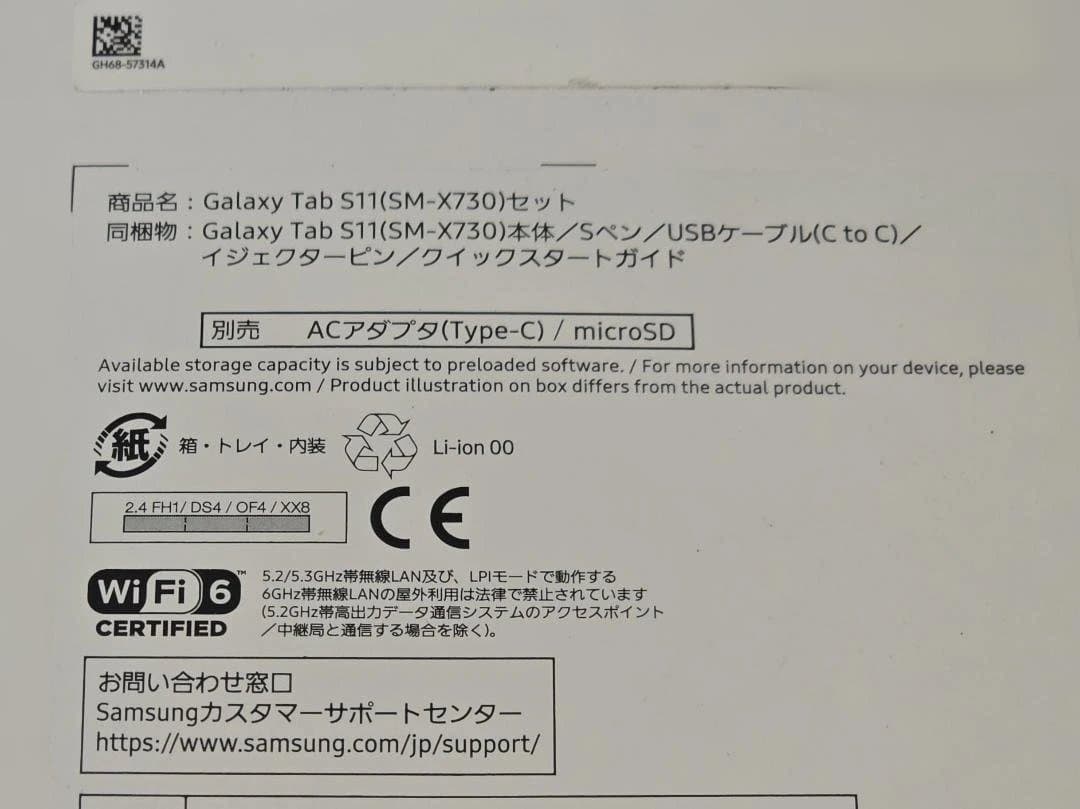 GH68-57314A
商品名：Galaxy Tab S11(SM-X730)セット
同梱物：Galaxy Tab S11(SM-X730)本体／Sペン／USBケーブル(C to C)／
イジェクターピン／クイックスタートガイド
別売 ACアダプタ(Type-C) / microSD
Available storage capacity is subject to preloaded software. / For more information on your device, please
visit www.samsung.com / Product illustration on box differs from the actual product.
紙 箱・トレイ・内装 Li-ion 00
2.4 FH1/ DS4 / OF4 / XX8
CE
Wi Fi 6™
CERTIFIED
5.2/5.3GHz帯無線LAN及び、LPIモードで動作する
6GHz帯無線LANの屋外利用は法律で禁止されています
(5.2GHz帯高出力データ通信システムのアクセスポイント
／中継局と通信する場合を除く)。
お問い合わせ窓口
Samsungカスタマーサポートセンター
https://www.samsung.com/jp/support/